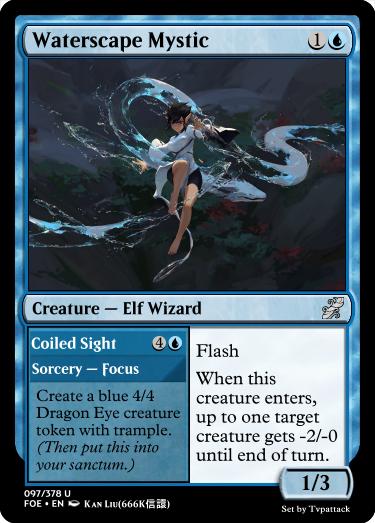 Waterscape Mystic 1
Creature — Elf Wizard
Coiled Sight 4
Sorcery — Focus
Create a blue 4/4
Dragon Eye creature
token with trample.
(Then put this into
your sanctum.)
Flash
When this
creature enters,
up to one target
creature gets -2/-0
until end of turn.
1/3
097/378 U
FOE • EN Kan Liu(666K信譲)
Set by Tvpattack